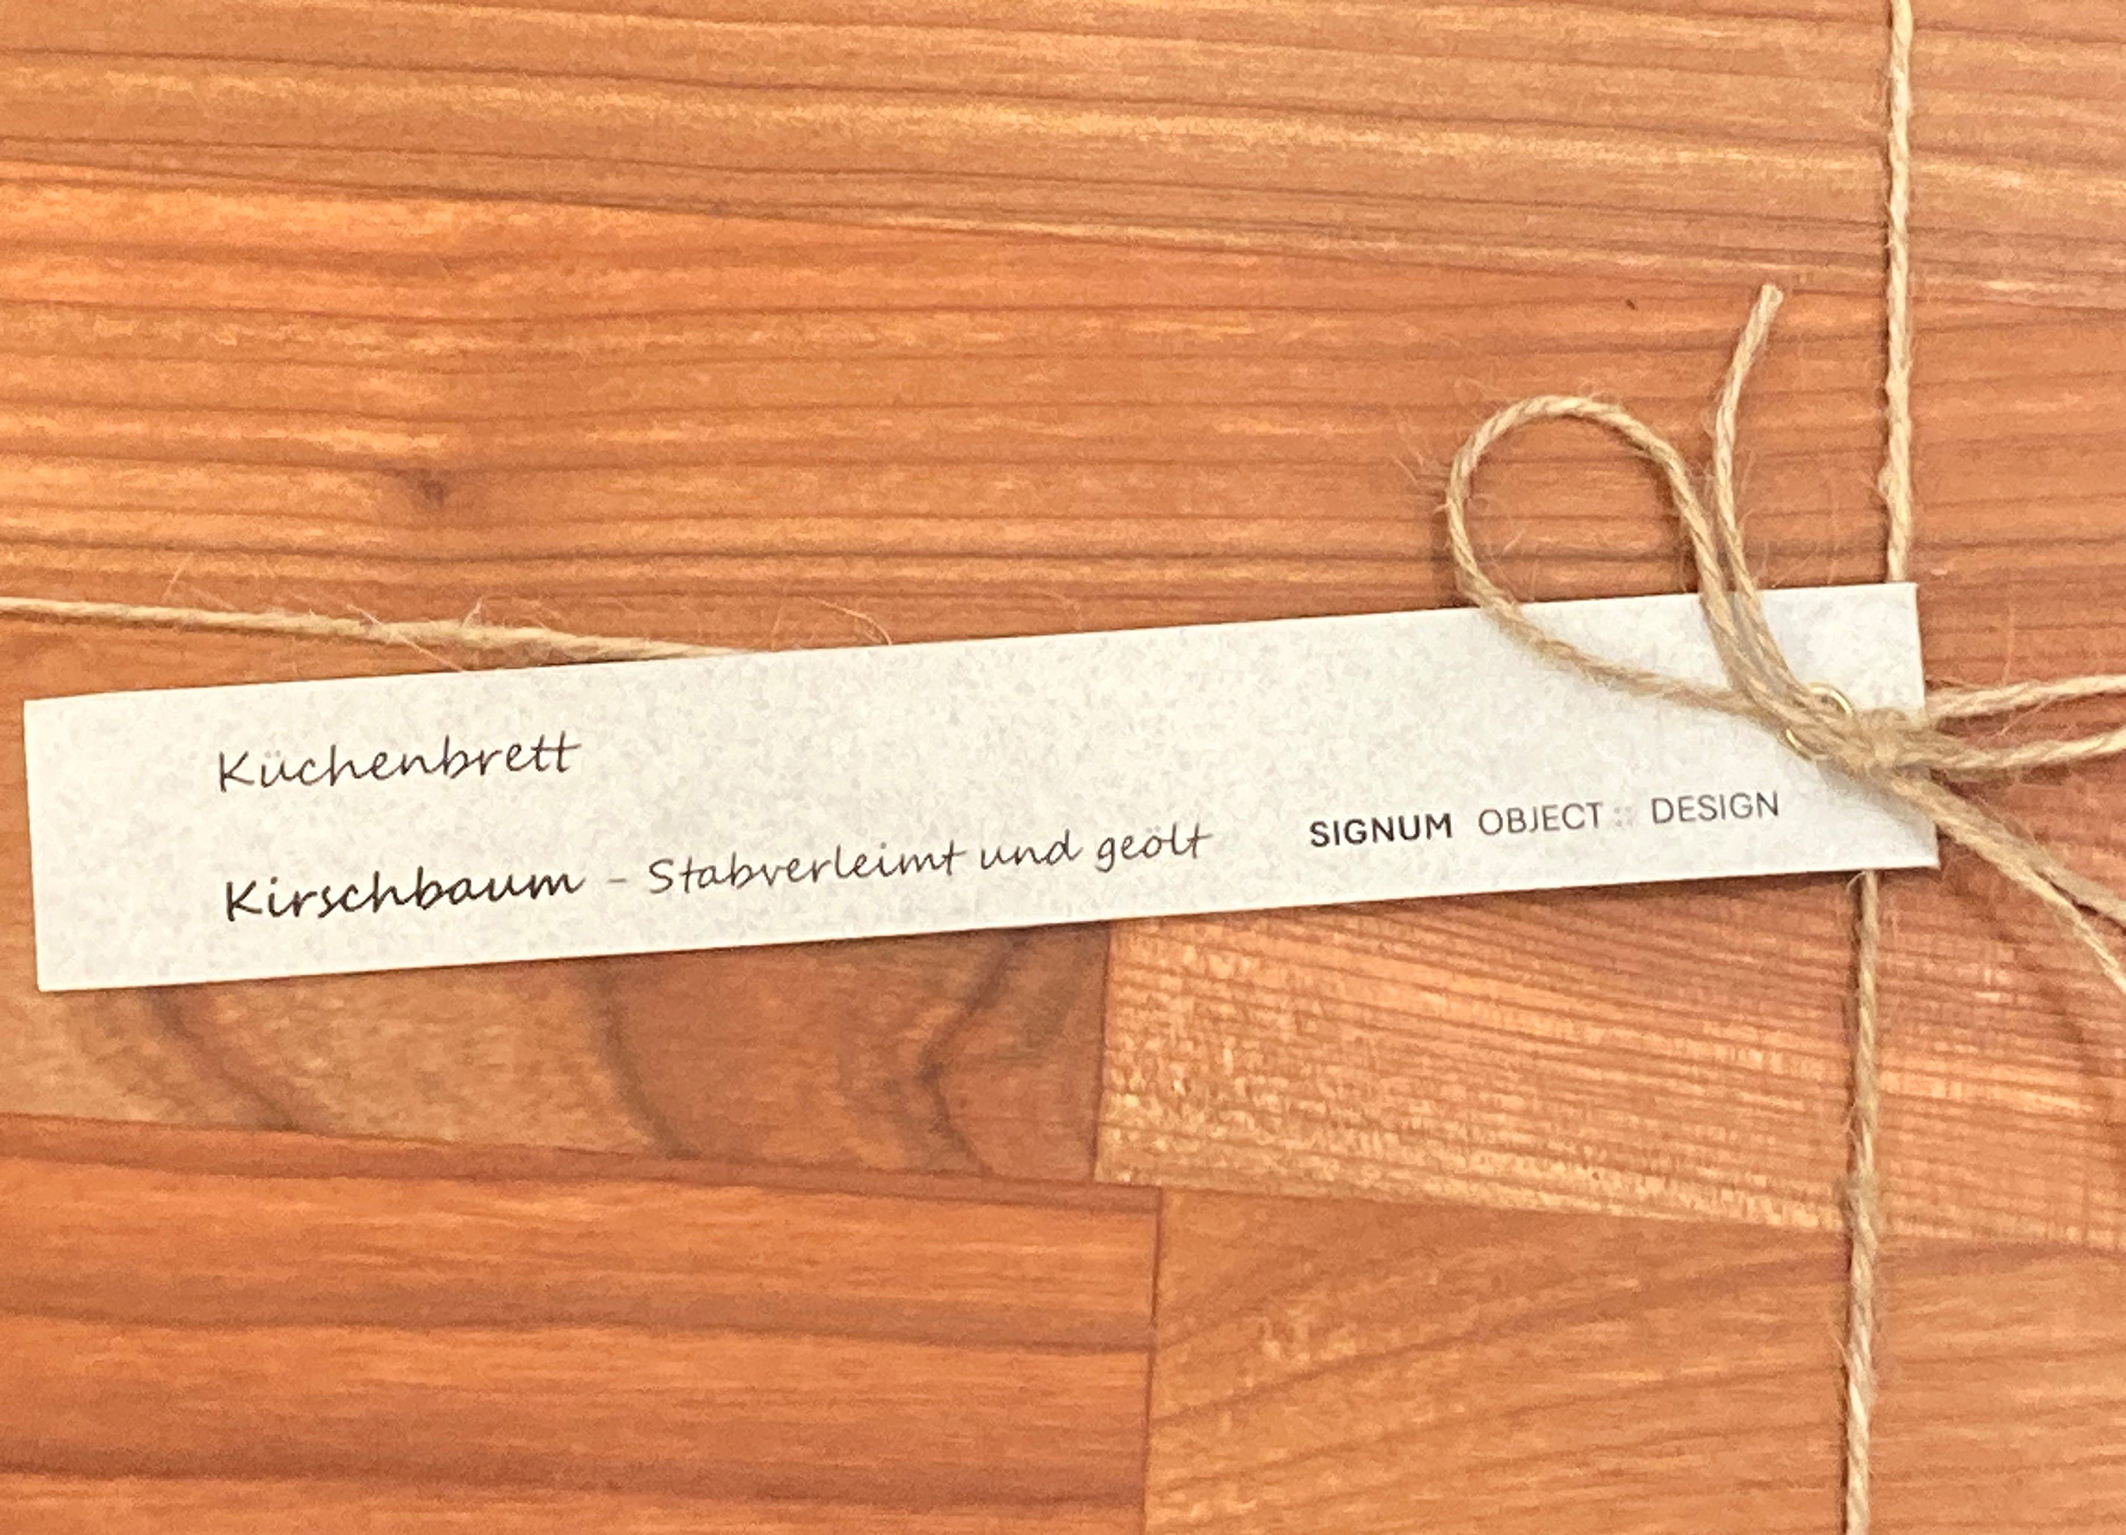 Küchenbrett
Kirschbaum - Stabverleimt und geölt
SIGNUM OBJECT :: DESIGN